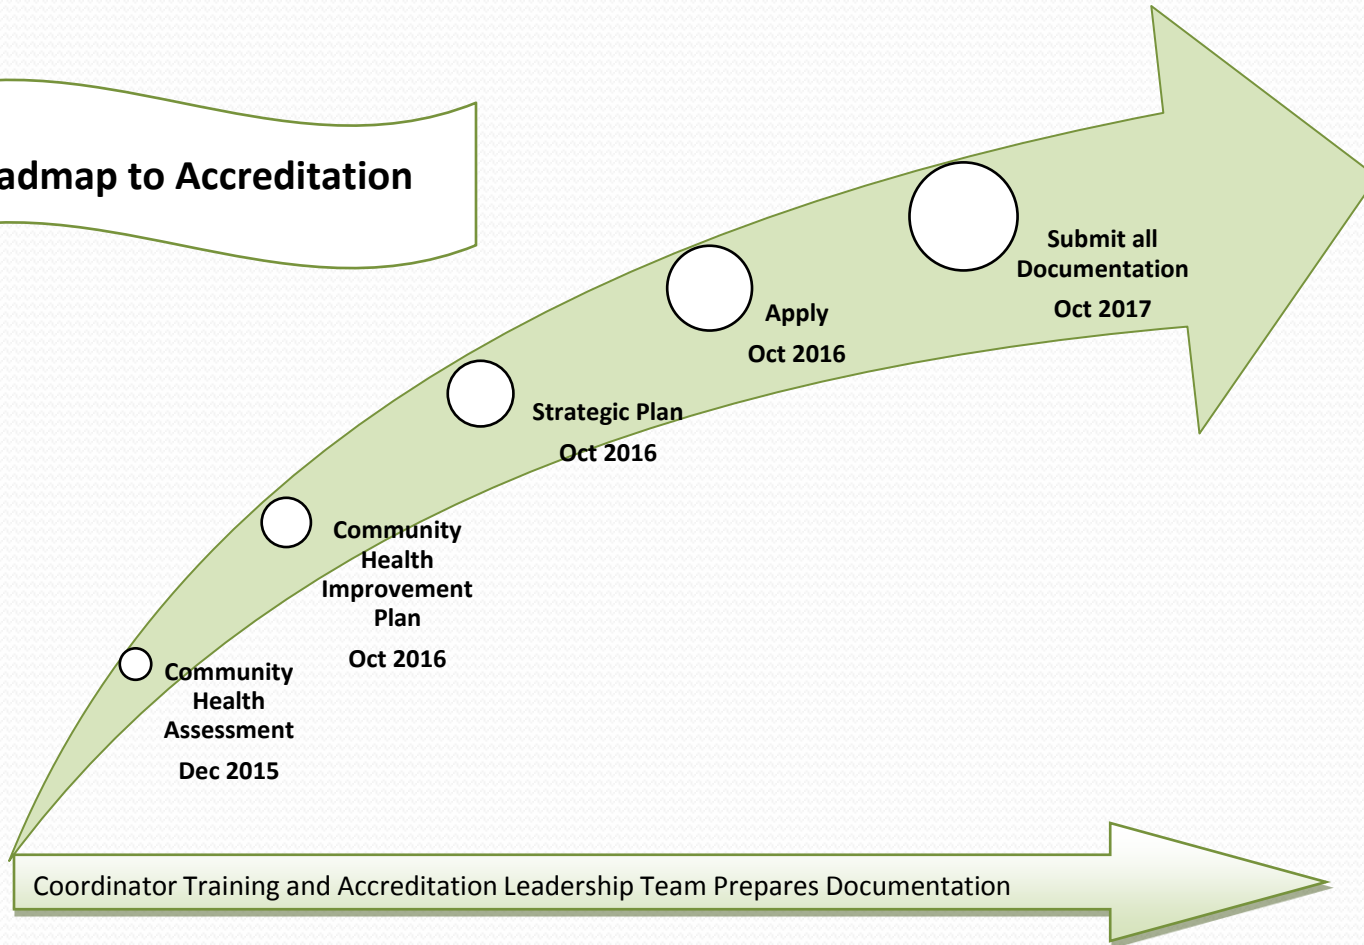 admap to Accreditation
Submit all
Documentation
Oct 2017
Apply
Oct 2016
Strategic Plan
Oct 2016
Community
Health
Improvement
Plan
Oct 2016
Community
Health
Assessment
Dec 2015
Coordinator Training and Accreditation Leadership Team Prepares Documentation